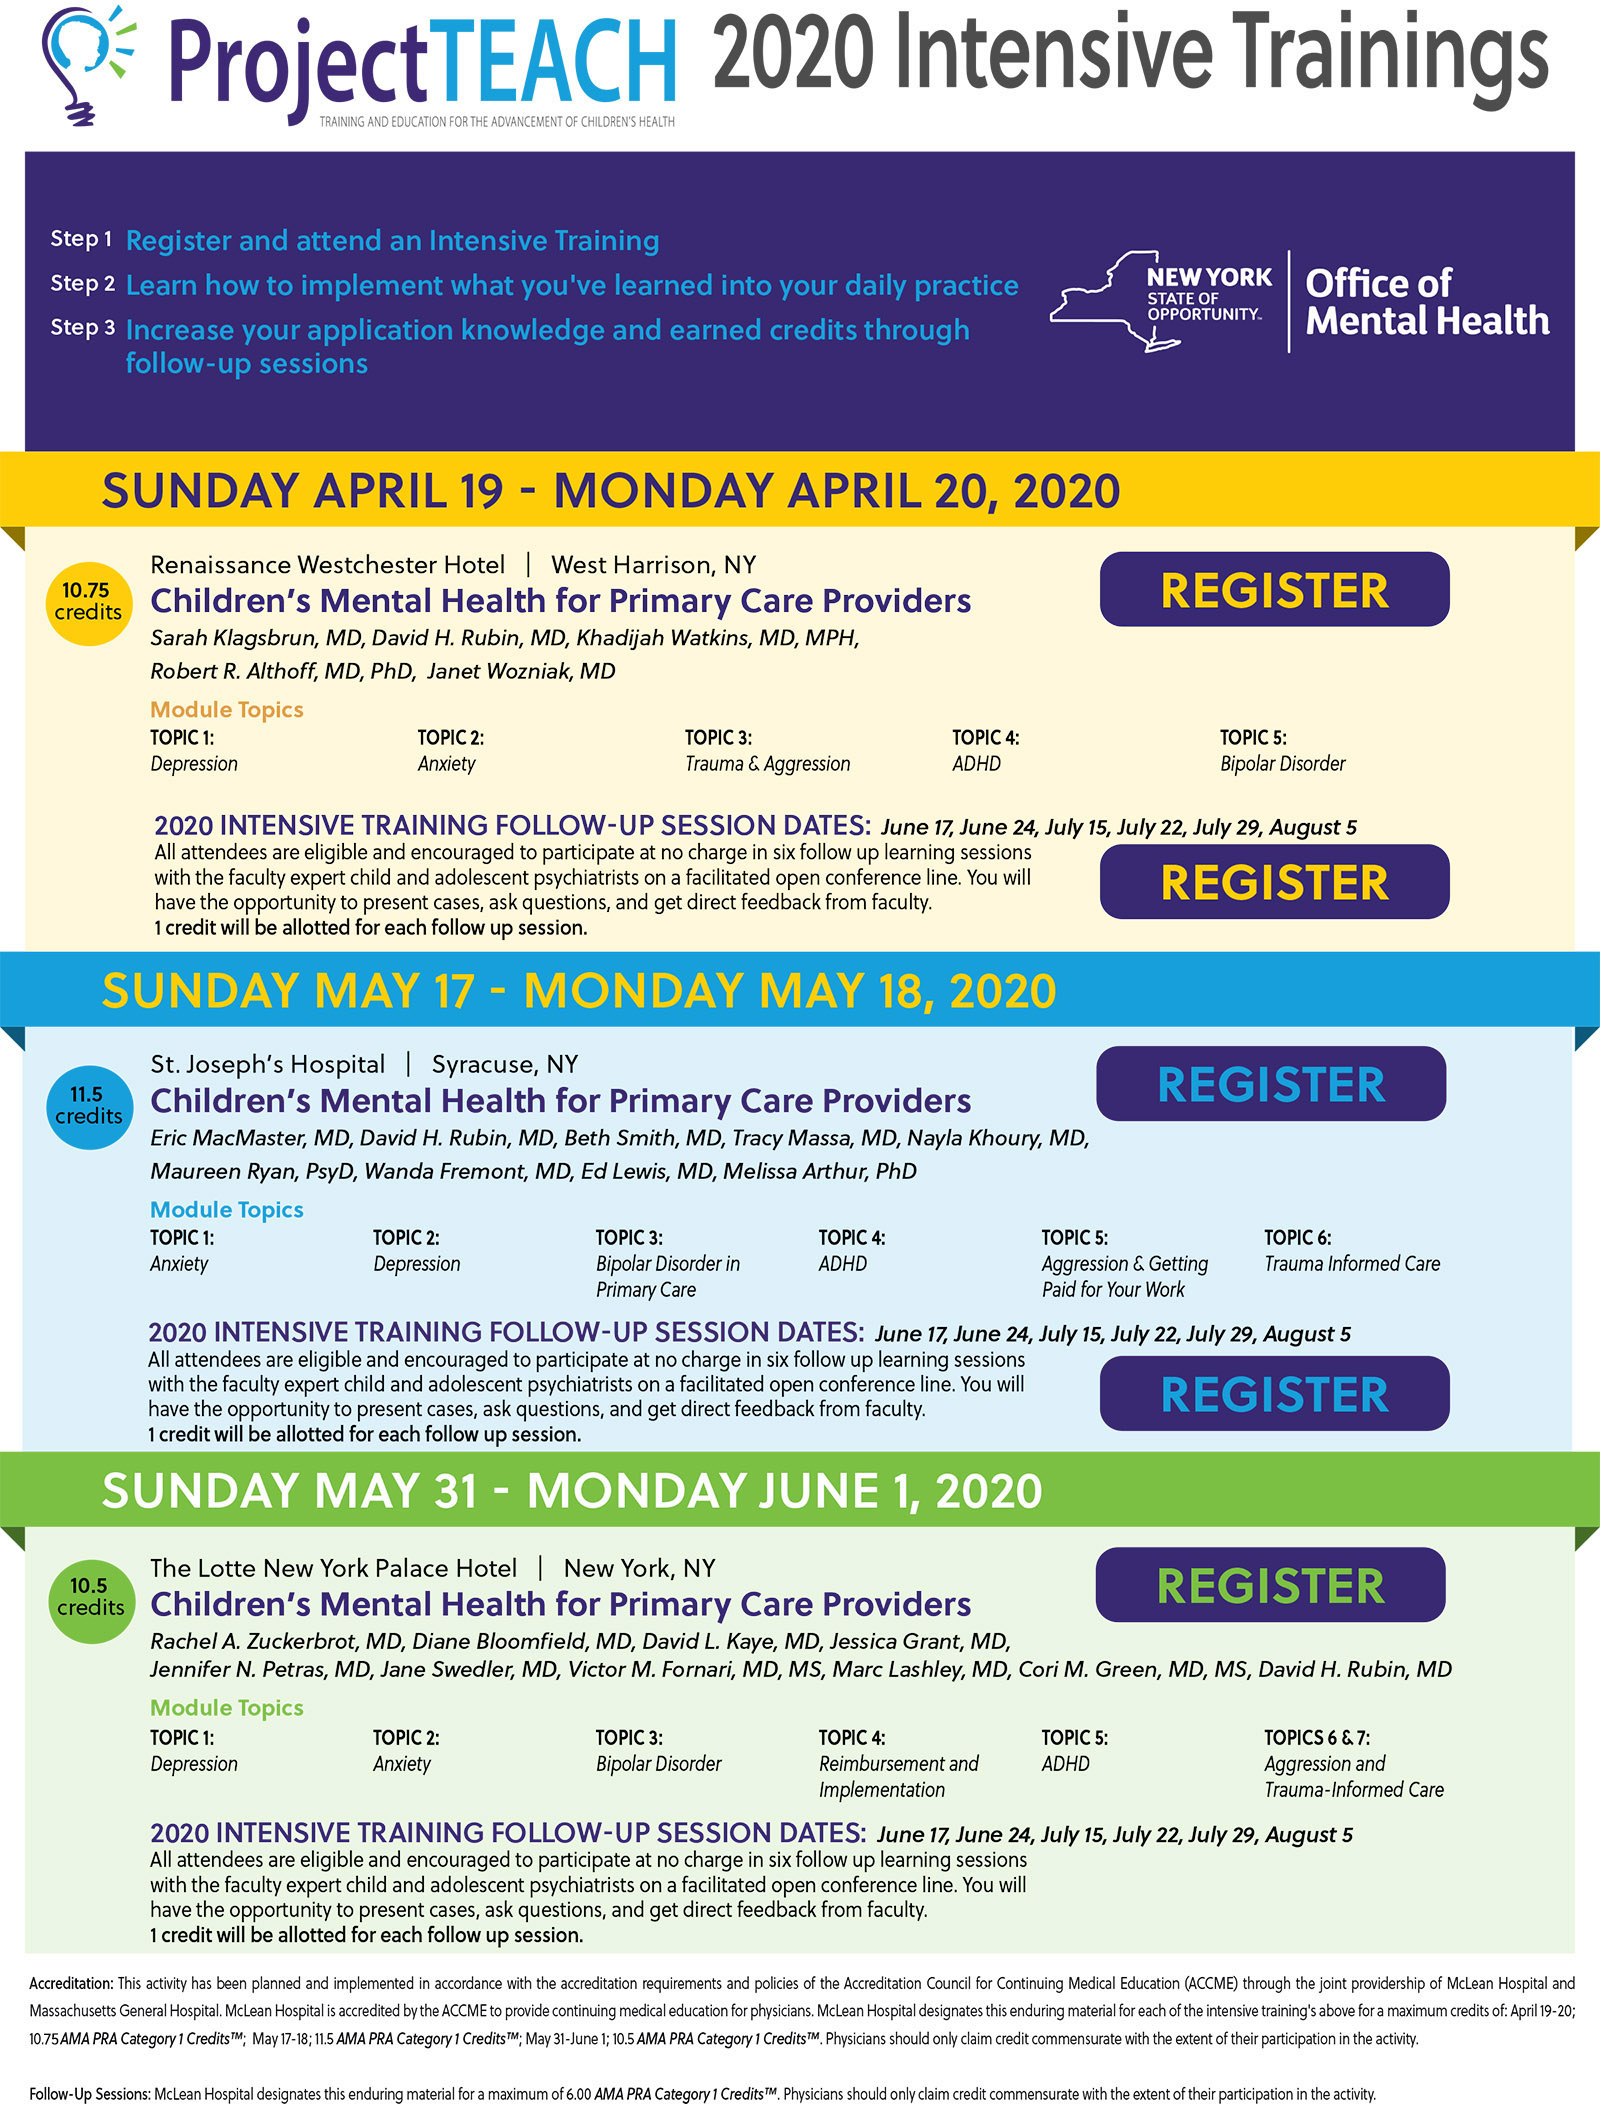 ProjectTEACH 2020 Intensive Trainings
TRAINING AND EDUCATION FOR THE ADVANCEMENT OF CHILDREN'S HEALTH
Step 1 Register and attend an Intensive Training
Step 2 Learn how to implement what you've learned into your daily practice
Step 3 Increase your application knowledge and earned credits through
follow-up sessions
NEW YORK
STATE OF
OPPORTUNITY™
Office of
Mental Health
SUNDAY APRIL 19 - MONDAY APRIL 20, 2020
10.75
credits
Renaissance Westchester Hotel | West Harrison, NY
Children's Mental Health for Primary Care Providers
Sarah Klagsbrun, MD, David H. Rubin, MD, Khadijah Watkins, MD, MPH,
Robert R. Althoff, MD, PhD, Janet Wozniak, MD
REGISTER
Module Topics
TOPIC 1: TOPIC 2: TOPIC 3: TOPIC 4: TOPIC 5:
Depression Anxiety Trauma & Aggression ADHD Bipolar Disorder
2020 INTENSIVE TRAINING FOLLOW-UP SESSION DATES: June 17, June 24, July 15, July 22, July 29, August 5
All attendees are eligible and encouraged to participate at no charge in six follow up learning sessions
with the faculty expert child and adolescent psychiatrists on a facilitated open conference line. You will
have the opportunity to present cases, ask questions, and get direct feedback from faculty.
1 credit will be allotted for each follow up session.
REGISTER
SUNDAY MAY 17 - MONDAY MAY 18, 2020
11.5
credits
St. Joseph's Hospital | Syracuse, NY
Children's Mental Health for Primary Care Providers
Eric MacMaster, MD, David H. Rubin, MD, Beth Smith, MD, Tracy Massa, MD, Nayla Khoury, MD,
Maureen Ryan, PsyD, Wanda Fremont, MD, Ed Lewis, MD, Melissa Arthur, PhD
REGISTER
Module Topics
TOPIC 1: TOPIC 2: TOPIC 3: TOPIC 4: TOPIC 5: TOPIC 6:
Anxiety Depression Bipolar Disorder in ADHD Aggression & Getting Trauma Informed Care
Primary Care Paid for Your Work
2020 INTENSIVE TRAINING FOLLOW-UP SESSION DATES: June 17, June 24, July 15, July 22, July 29, August 5
All attendees are eligible and encouraged to participate at no charge in six follow up learning sessions
with the faculty expert child and adolescent psychiatrists on a facilitated open conference line. You will
have the opportunity to present cases, ask questions, and get direct feedback from faculty.
1 credit will be allotted for each follow up session.
REGISTER
SUNDAY MAY 31 - MONDAY JUNE 1, 2020
10.5
credits
The Lotte New York Palace Hotel | New York, NY
Children's Mental Health for Primary Care Providers
Rachel A. Zuckerbrot, MD, Diane Bloomfield, MD, David L. Kaye, MD, Jessica Grant, MD,
Jennifer N. Petras, MD, Jane Swedler, MD, Victor M. Fornari, MD, MS, Marc Lashley, MD, Cori M. Green, MD, MS, David H. Rubin, MD
REGISTER
Module Topics
TOPIC 1: TOPIC 2: TOPIC 3: TOPIC 4: TOPIC 5: TOPICS 6 & 7:
Depression Anxiety Bipolar Disorder Reimbursement and ADHD Aggression and
Implementation Trauma-Informed Care
2020 INTENSIVE TRAINING FOLLOW-UP SESSION DATES: June 17, June 24, July 15, July 22, July 29, August 5
All attendees are eligible and encouraged to participate at no charge in six follow up learning sessions
with the faculty expert child and adolescent psychiatrists on a facilitated open conference line. You will
have the opportunity to present cases, ask questions, and get direct feedback from faculty.
1 credit will be allotted for each follow up session.
Accreditation: This activity has been planned and implemented in accordance with the accreditation requirements and policies of the Accreditation Council for Continuing Medical Education (ACCME) through the joint providership of McLean Hospital and
Massachusetts General Hospital. McLean Hospital is accredited by the ACCME to provide continuing medical education for physicians. McLean Hospital designates this enduring material for each of the intensive training's above for a maximum credits of: April 19-20;
10.75 AMA PRA Category 1 Credits™; May 17-18; 11.5 AMA PRA Category 1 Credits™; May 31-June 1; 10.5 AMA PRA Category 1 Credits™. Physicians should only claim credit commensurate with the extent of their participation in the activity.
Follow-Up Sessions: McLean Hospital designates this enduring material for a maximum of 6.00 AMA PRA Category 1 Credits™. Physicians should only claim credit commensurate with the extent of their participation in the activity.